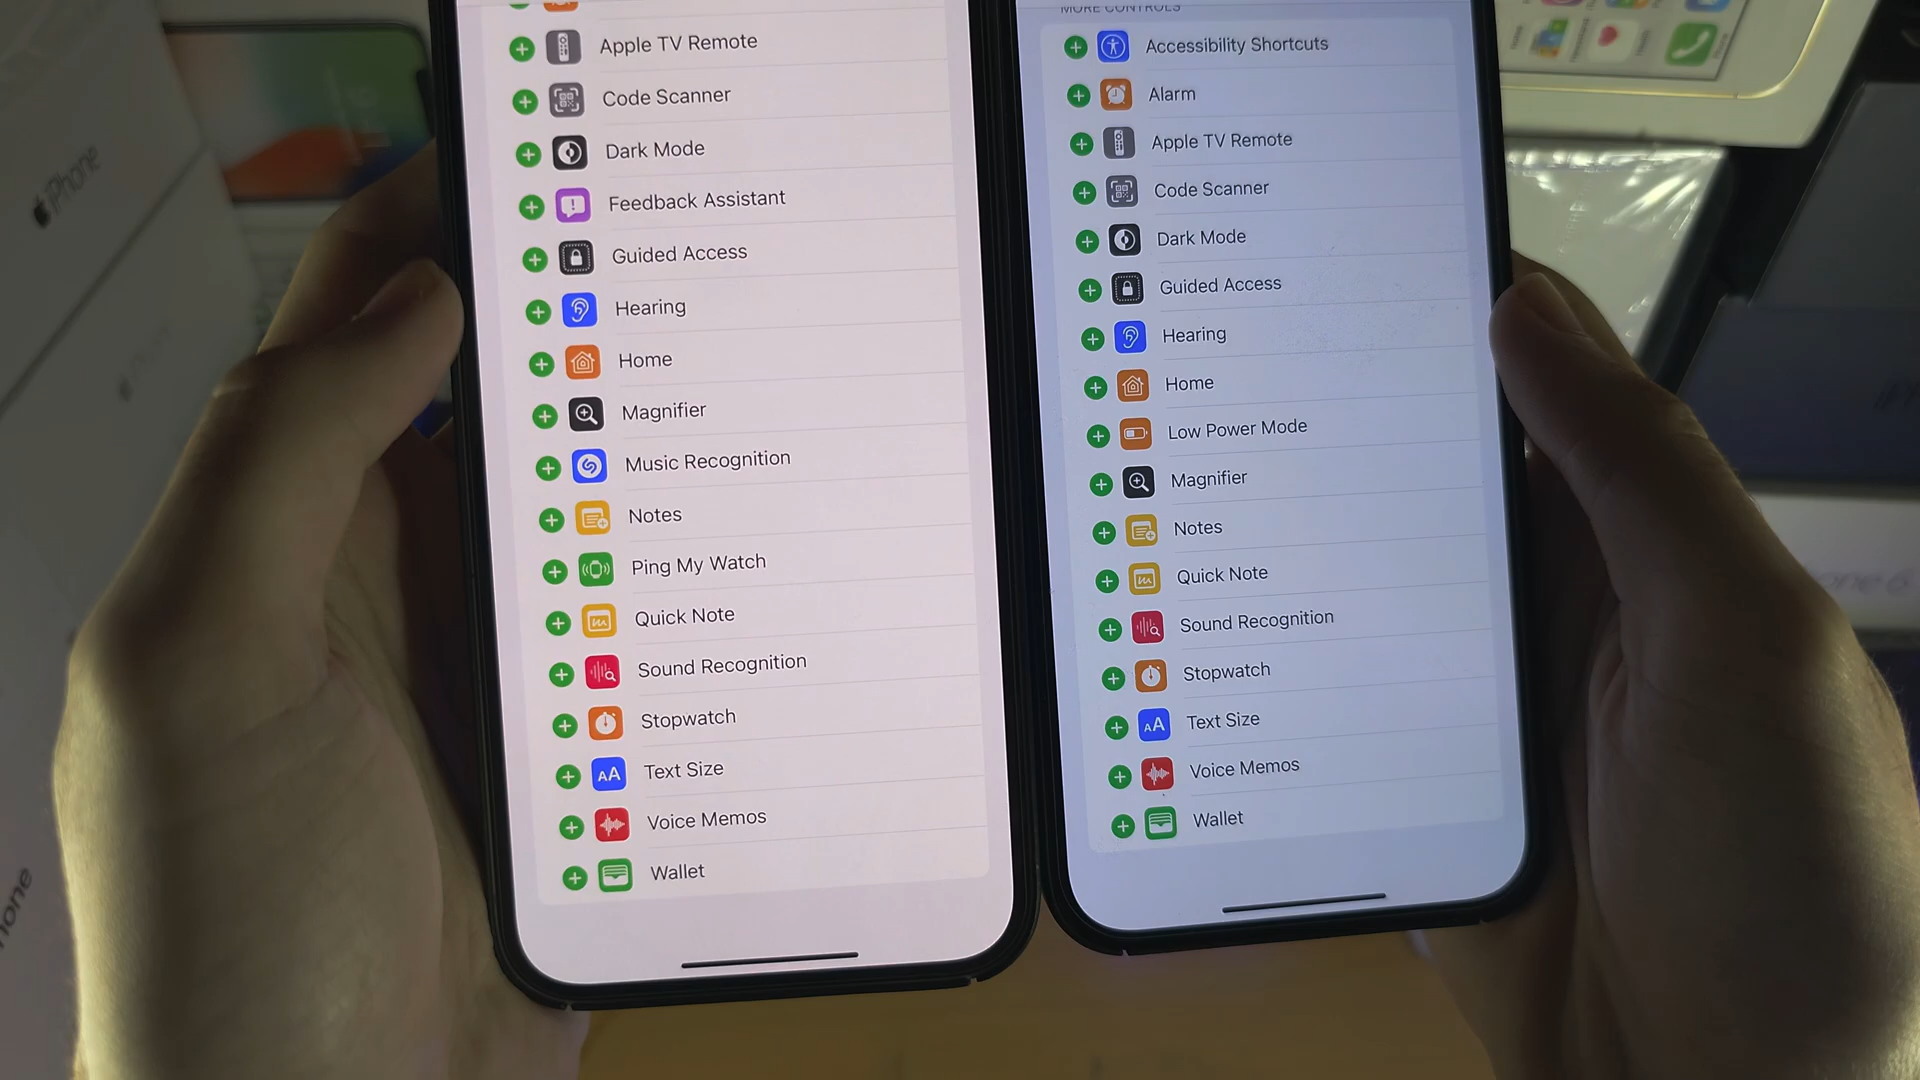 Apple TV Remote
Code Scanner
Dark Mode
Feedback Assistant
Guided Access
Hearing
Home
Magnifier
Music Recognition
Notes
Ping My Watch
Quick Note
Sound Recognition
Stopwatch
Text Size
Voice Memos
Wallet
MORE CONTROLS
Accessibility Shortcuts
Alarm
Apple TV Remote
Code Scanner
Dark Mode
Guided Access
Hearing
Home
Low Power Mode
Magnifier
Notes
Quick Note
Sound Recognition
Stopwatch
Text Size
Voice Memos
Wallet
iPhone